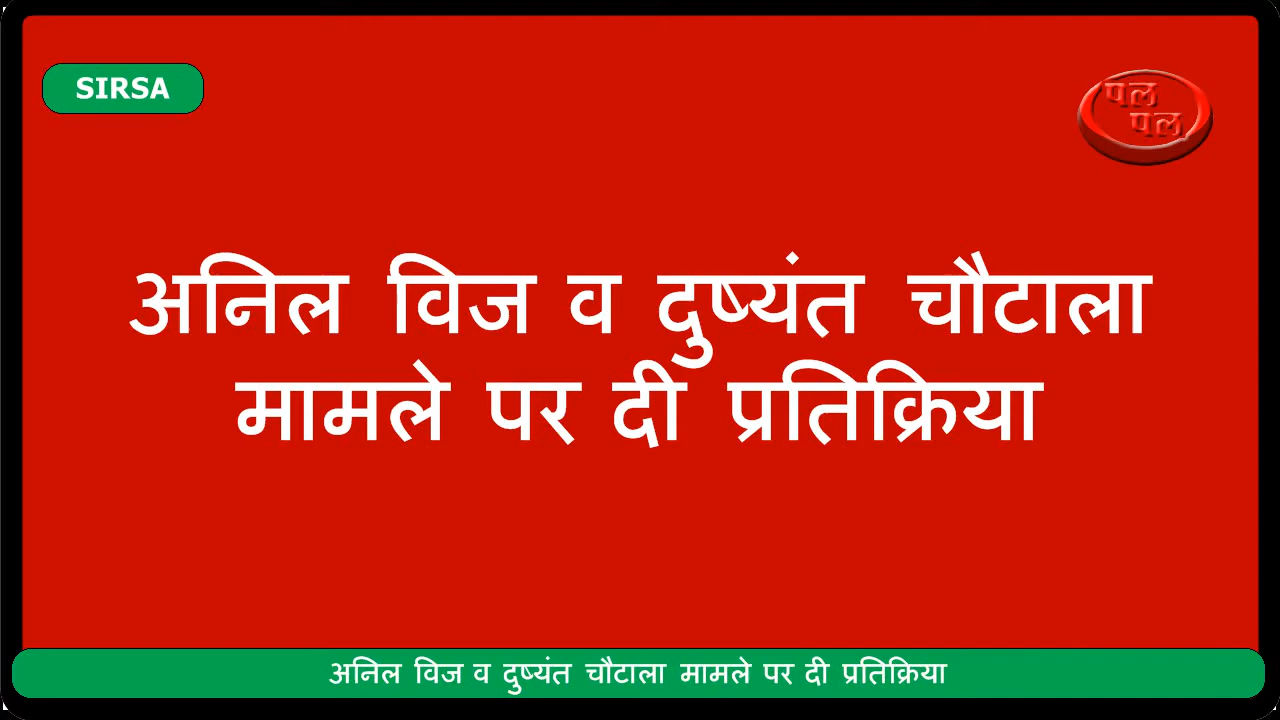 SIRSA
पल
पल
अनिल विज व दुष्यंत चौटाला
मामले पर दी प्रतिक्रिया
अनिल विज व दुष्यंत चौटाला मामले पर दी प्रतिक्रिया